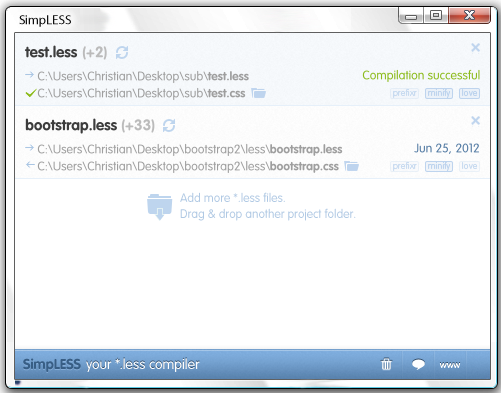 SimpLESS
test.less (+2)
C:\Users\Christian\Desktop\sub\test.less
Compilation successful
C:\Users\Christian\Desktop\sub\test.css
prefixr minify love
bootstrap.less (+33)
C:\Users\Christian\Desktop\bootstrap2\less\bootstrap.less
Jun 25, 2012
C:\Users\Christian\Desktop\bootstrap2\less\bootstrap.css
prefixr minify love
Add more *.less files.
Drag & drop another project folder.
SimpLESS your *.less compiler
www